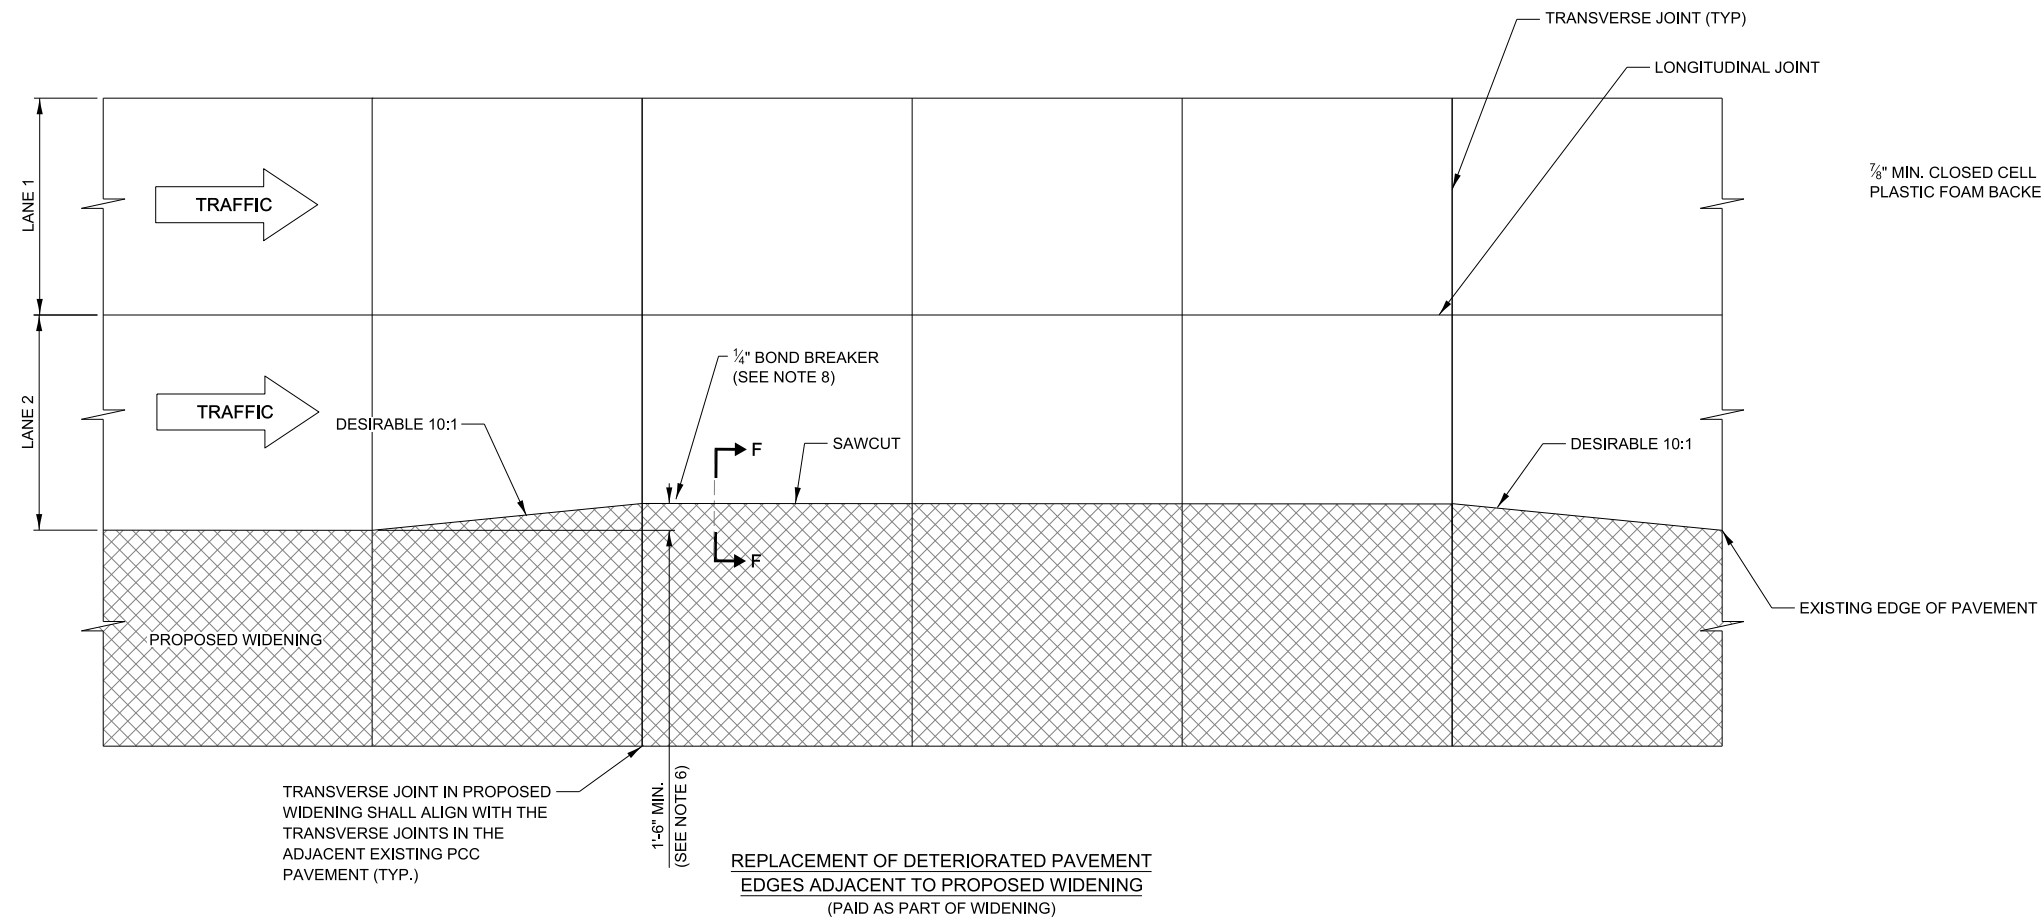 TRANSVERSE JOINT (TYP)
LONGITUDINAL JOINT
⅞" MIN. CLOSED CELL
PLASTIC FOAM BACKE
LANE 1
TRAFFIC
¼" BOND BREAKER
(SEE NOTE 8)
LANE 2
TRAFFIC
DESIRABLE 10:1
F
SAWCUT
DESIRABLE 10:1
F
EXISTING EDGE OF PAVEMENT
PROPOSED WIDENING
TRANSVERSE JOINT IN PROPOSED
WIDENING SHALL ALIGN WITH THE
TRANSVERSE JOINTS IN THE
ADJACENT EXISTING PCC
PAVEMENT (TYP.)
1'-6" MIN.
(SEE NOTE 6)
REPLACEMENT OF DETERIORATED PAVEMENT
EDGES ADJACENT TO PROPOSED WIDENING
(PAID AS PART OF WIDENING)